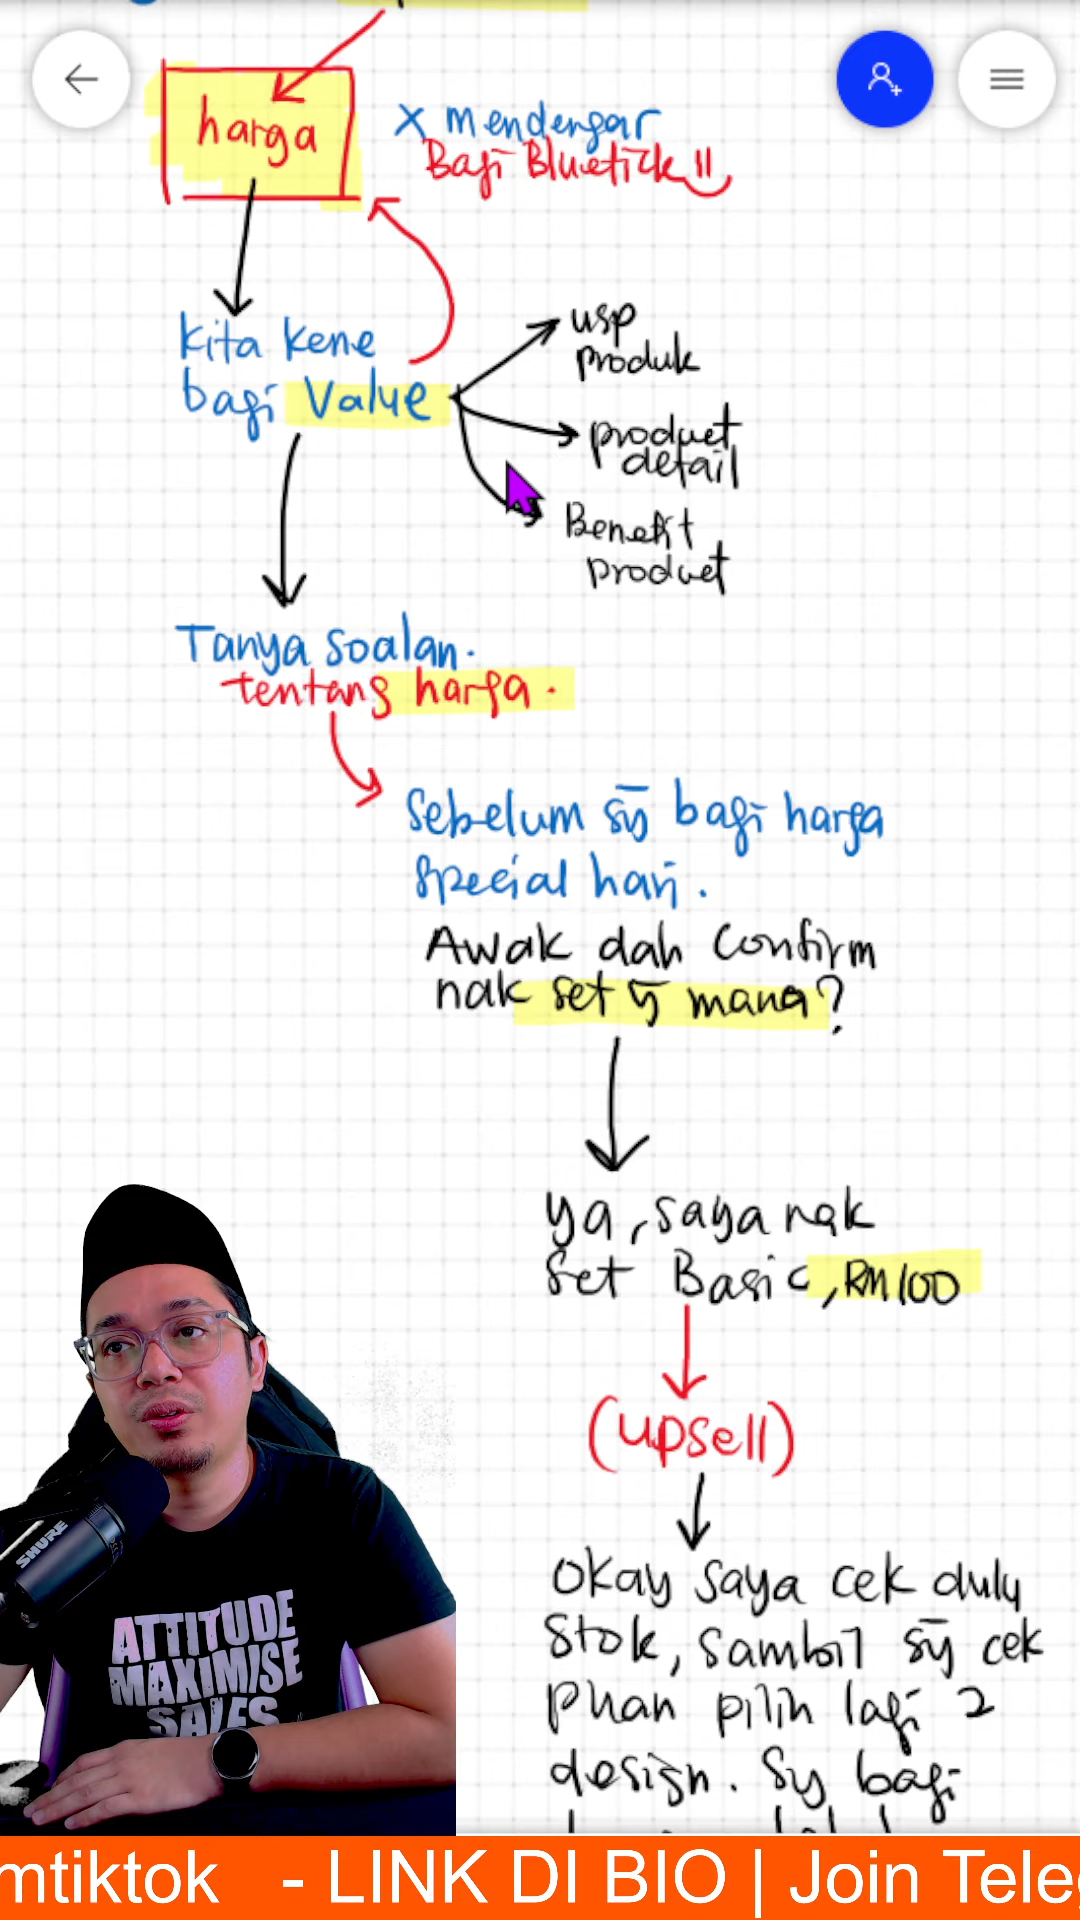 harga
x mendengar
Bagi Bluetick !!
Kita kene
bagi Value
usp
produk
product
detail
Benefit
product
Tanya soalan.
tentang harga.
Sebelum sy bagi harga
special hari.
Awak dah confirm
nak set yg mana?
ya, saya nak
set Basic, RM100
(upsell)
Okay saya cek dulu
stok, sambil sy cek
Puan pilih lagi 2
design. Sy bagi
SHURE
ATTITUDE
MAXIMISE
SALES
mtiktok - LINK DI BIO | Join Teleg